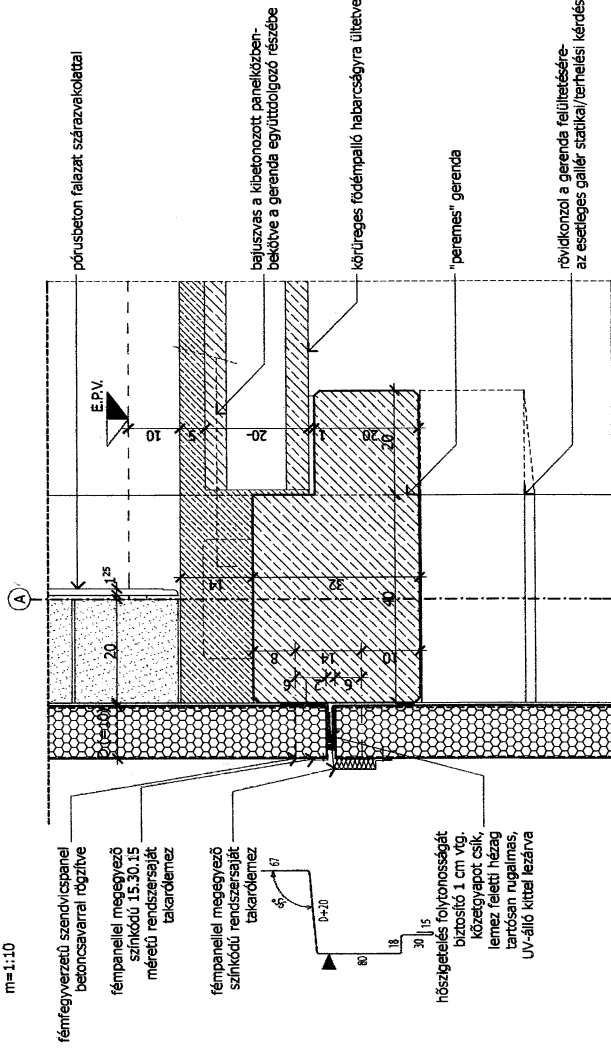 m=1:10
fémfegyverzetű szendvicspanel
betoncsavarral rögzítve
fémpanellel megegyező
színkódú 15.30.15
méretű rendszersaját
takarólemez
fémpanellel megegyező
színkódú rendszersaját
takarólemez
67
D+20
80
18
30
15
hőszigetelés folytonosságát
biztosító 1 cm vtg.
kőzetgyapot csík,
lemez feletti hézag
tartósan rugalmas,
UV-álló kittel lezárva
A
20
1²⁵
D(=10)
E.P.V.
10
5
20-
1
20
20
14
32
40
8
14
10
6
2
6
pórusbeton falazat szárazvakolattal
bajuszvas a kibetonozott panelközben-
bekötve a gerenda együttdolgozó részébe
körüreges födémpalló habarcságyra ültetve
"peremes" gerenda
rövidkonzol a gerenda felültetésére-
az esetleges gallér statikai/terhelési kérdés